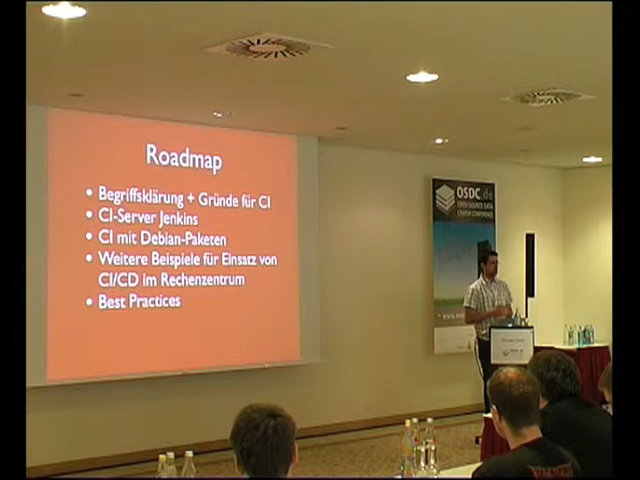 Roadmap
• Begriffsklärung + Gründe für CI
• CI-Server Jenkins
• CI mit Debian-Paketen
• Weitere Beispiele für Einsatz von
CI/CD im Rechenzentrum
• Best Practices
OSDC.de
OPEN SOURCE DATA
CENTER CONFERENCE